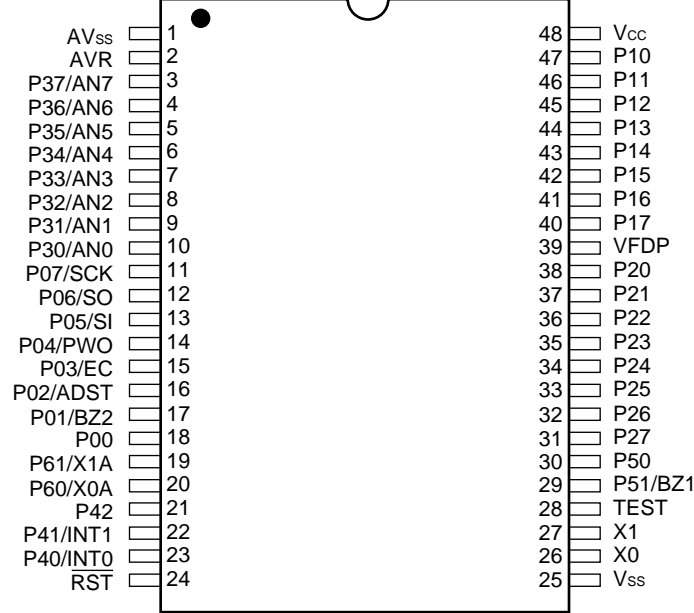 AVss 1 48 Vcc
AVR 2 47 P10
P37/AN7 3 46 P11
P36/AN6 4 45 P12
P35/AN5 5 44 P13
P34/AN4 6 43 P14
P33/AN3 7 42 P15
P32/AN2 8 41 P16
P31/AN1 9 40 P17
P30/AN0 10 39 VFDP
P07/SCK 11 38 P20
P06/SO 12 37 P21
P05/SI 13 36 P22
P04/PWO 14 35 P23
P03/EC 15 34 P24
P02/ADST 16 33 P25
P01/BZ2 17 32 P26
P00 18 31 P27
P61/X1A 19 30 P50
P60/X0A 20 29 P51/BZ1
P42 21 28 TEST
P41/INT1 22 27 X1
P40/INT0 23 26 X0
RST 24 25 Vss